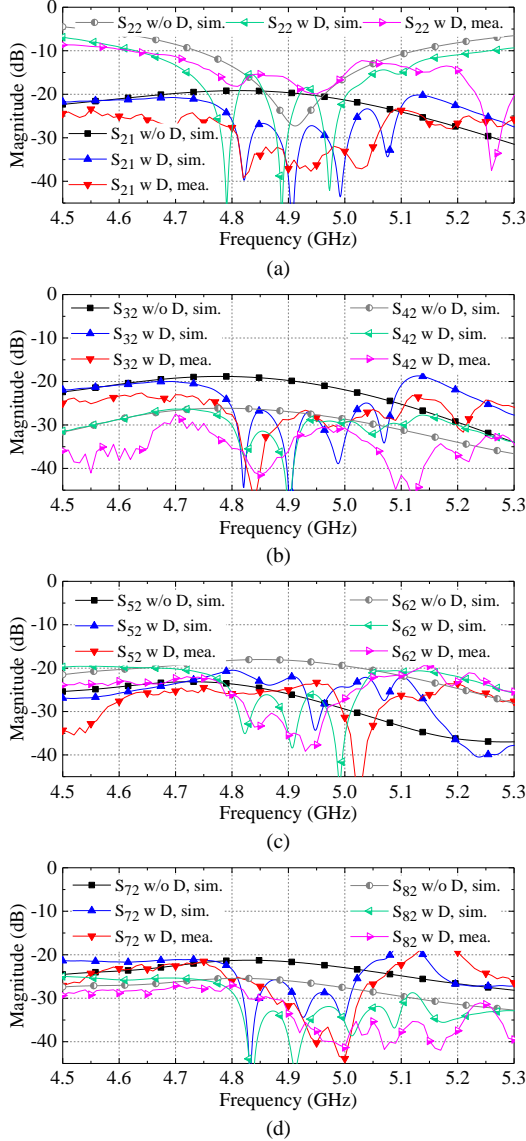 S22 w/o D, sim. S22 w D, sim. S22 w D, mea.
0
-10
-20
-30
-40
Magnitude (dB)
S21 w/o D, sim.
S21 w D, sim.
S21 w D, mea.
4.5 4.6 4.7 4.8 4.9 5.0 5.1 5.2 5.3
Frequency (GHz)
(a)
0
-10
-20
-30
-40
Magnitude (dB)
S32 w/o D, sim. S42 w/o D, sim.
S32 w D, sim. S42 w D, sim.
S32 w D, mea. S42 w D, mea.
4.5 4.6 4.7 4.8 4.9 5.0 5.1 5.2 5.3
Frequency (GHz)
(b)
0
-10
-20
-30
-40
Magnitude (dB)
S52 w/o D, sim. S62 w/o D, sim.
S52 w D, sim. S62 w D, sim.
S52 w D, mea. S62 w D, mea.
4.5 4.6 4.7 4.8 4.9 5.0 5.1 5.2 5.3
Frequency (GHz)
(c)
0
-10
-20
-30
-40
Magnitude (dB)
S72 w/o D, sim. S82 w/o D, sim.
S72 w D, sim. S82 w D, sim.
S72 w D, mea. S82 w D, mea.
4.5 4.6 4.7 4.8 4.9 5.0 5.1 5.2 5.3
Frequency (GHz)
(d)